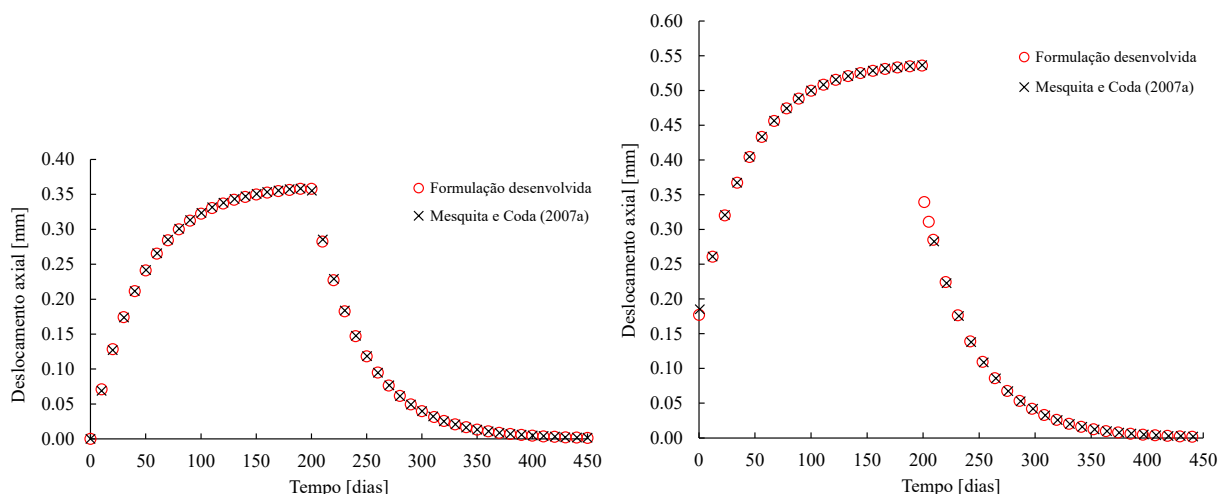 Deslocamento axial [mm]
0.40
0.35
0.30
0.25
0.20
0.15
0.10
0.05
0.00
Formulação desenvolvida
Mesquita e Coda (2007a)
0 50 100 150 200 250 300 350 400 450
Tempo [dias]
Deslocamento axial [mm]
0.60
0.55
0.50
0.45
0.40
0.35
0.30
0.25
0.20
0.15
0.10
0.05
0.00
Formulação desenvolvida
Mesquita e Coda (2007a)
0 50 100 150 200 250 300 350 400 450
Tempo [dias]